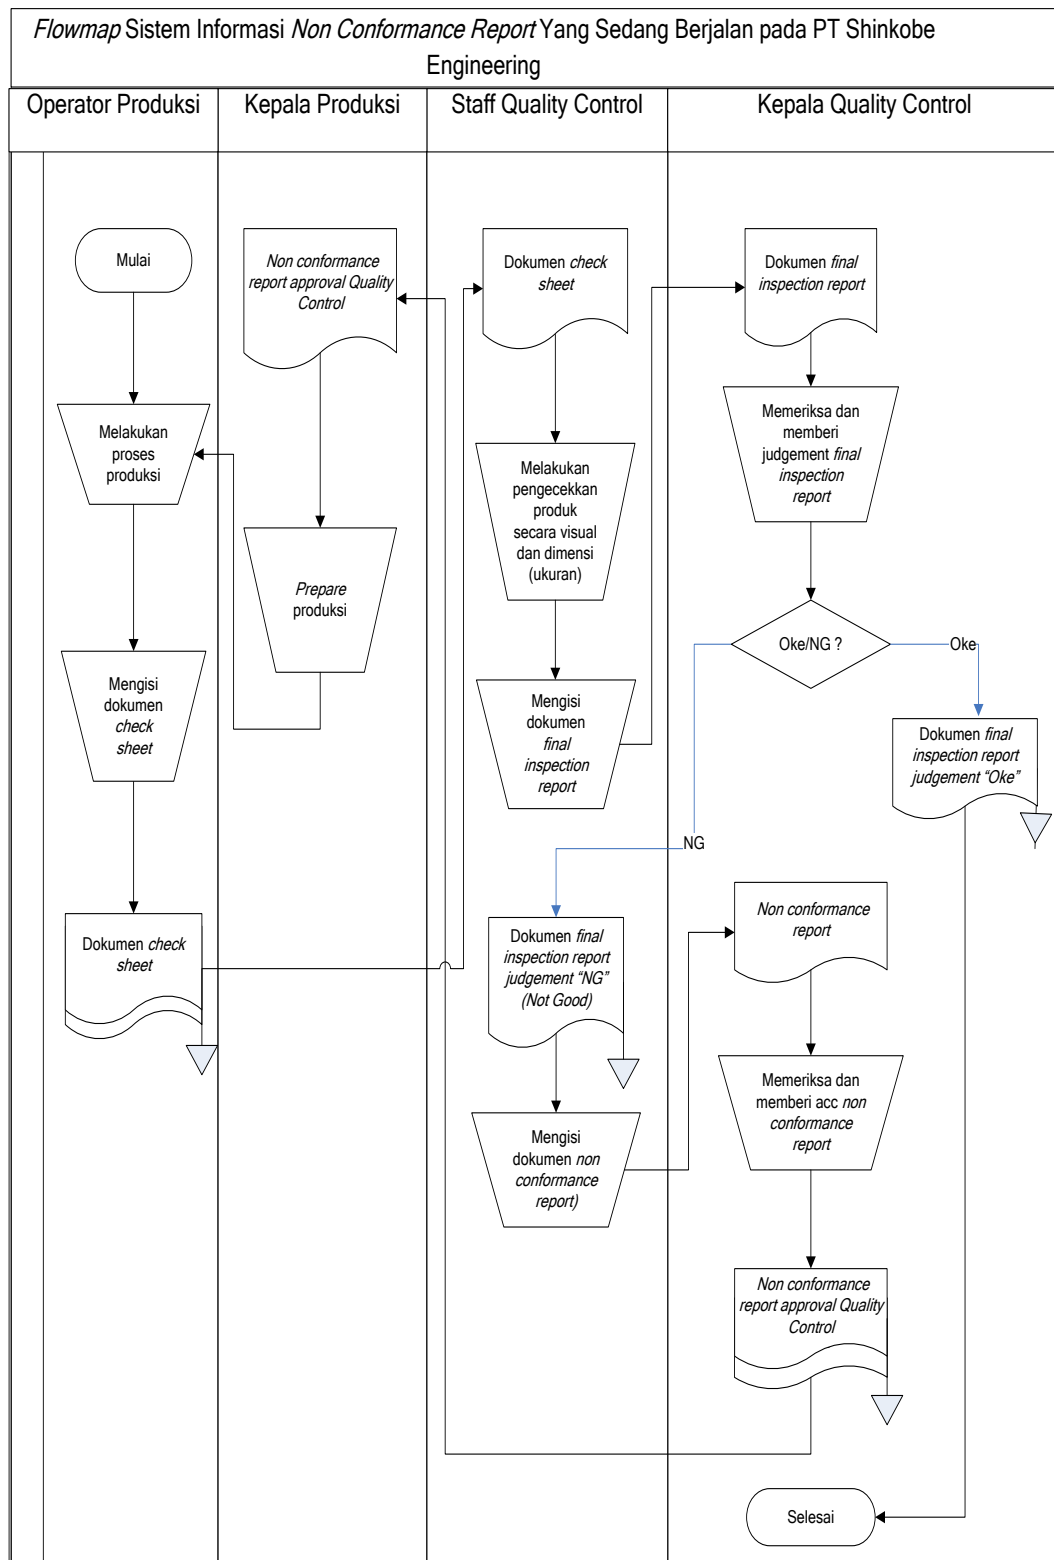 Flowmap Sistem Informasi Non Conformance Report Yang Sedang Berjalan pada PT Shinkobe
Engineering
Operator Produksi
Kepala Produksi
Staff Quality Control
Kepala Quality Control
Mulai
Melakukan
proses
produksi
Mengisi
dokumen
check
sheet
Dokumen check
sheet
Non conformance
report approval Quality
Control
Prepare
produksi
Dokumen check
sheet
Melakukan
pengecekkan
produk
secara visual
dan dimensi
(ukuran)
Mengisi
dokumen
final
inspection
report
Dokumen final
inspection report
Memeriksa dan
memberi
judgement final
inspection
report
Oke/NG ?
Oke
Dokumen final
inspection report
judgement “Oke”
NG
Dokumen final
inspection report
judgement “NG”
(Not Good)
Mengisi
dokumen non
conformance
report)
Non conformance
report
Memeriksa dan
memberi acc non
conformance
report
Non conformance
report approval Quality
Control
Selesai